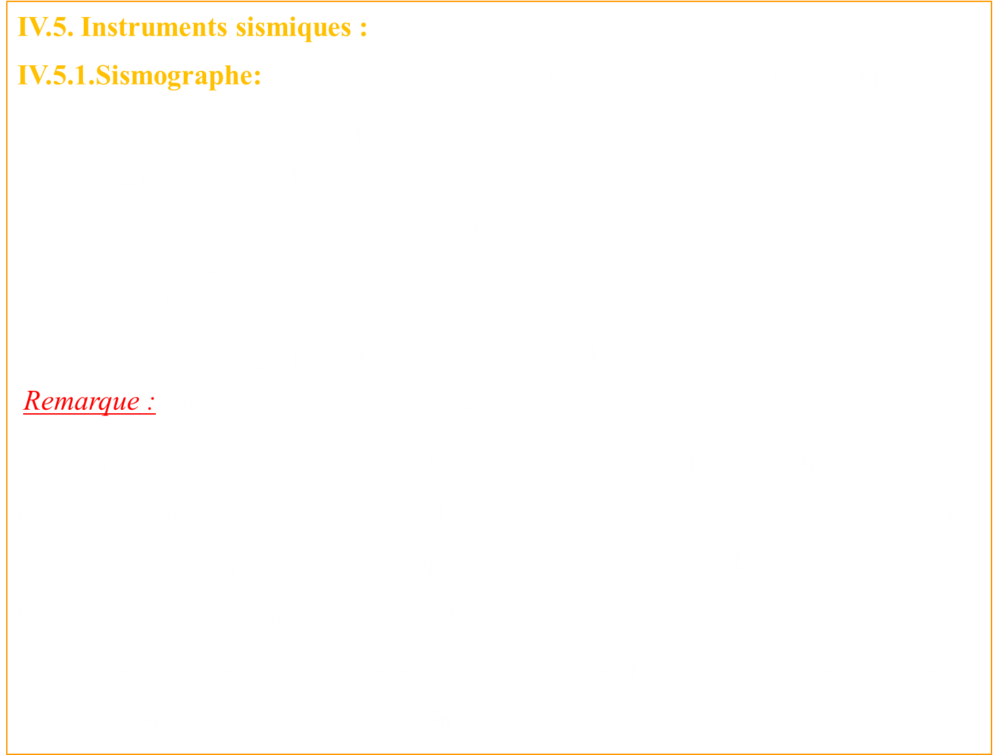 IV.5. Instruments sismiques :
IV.5.1.Sismographe:
Remarque :